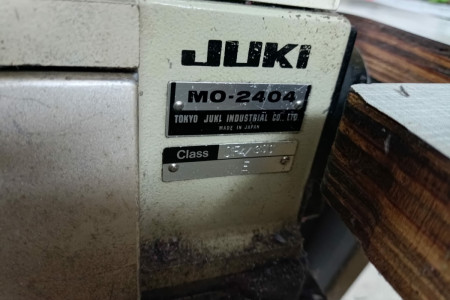 JUKI
MO-2404
TOKYO JUKI INDUSTRIAL CO., LTD
MADE IN JAPAN
Class
E